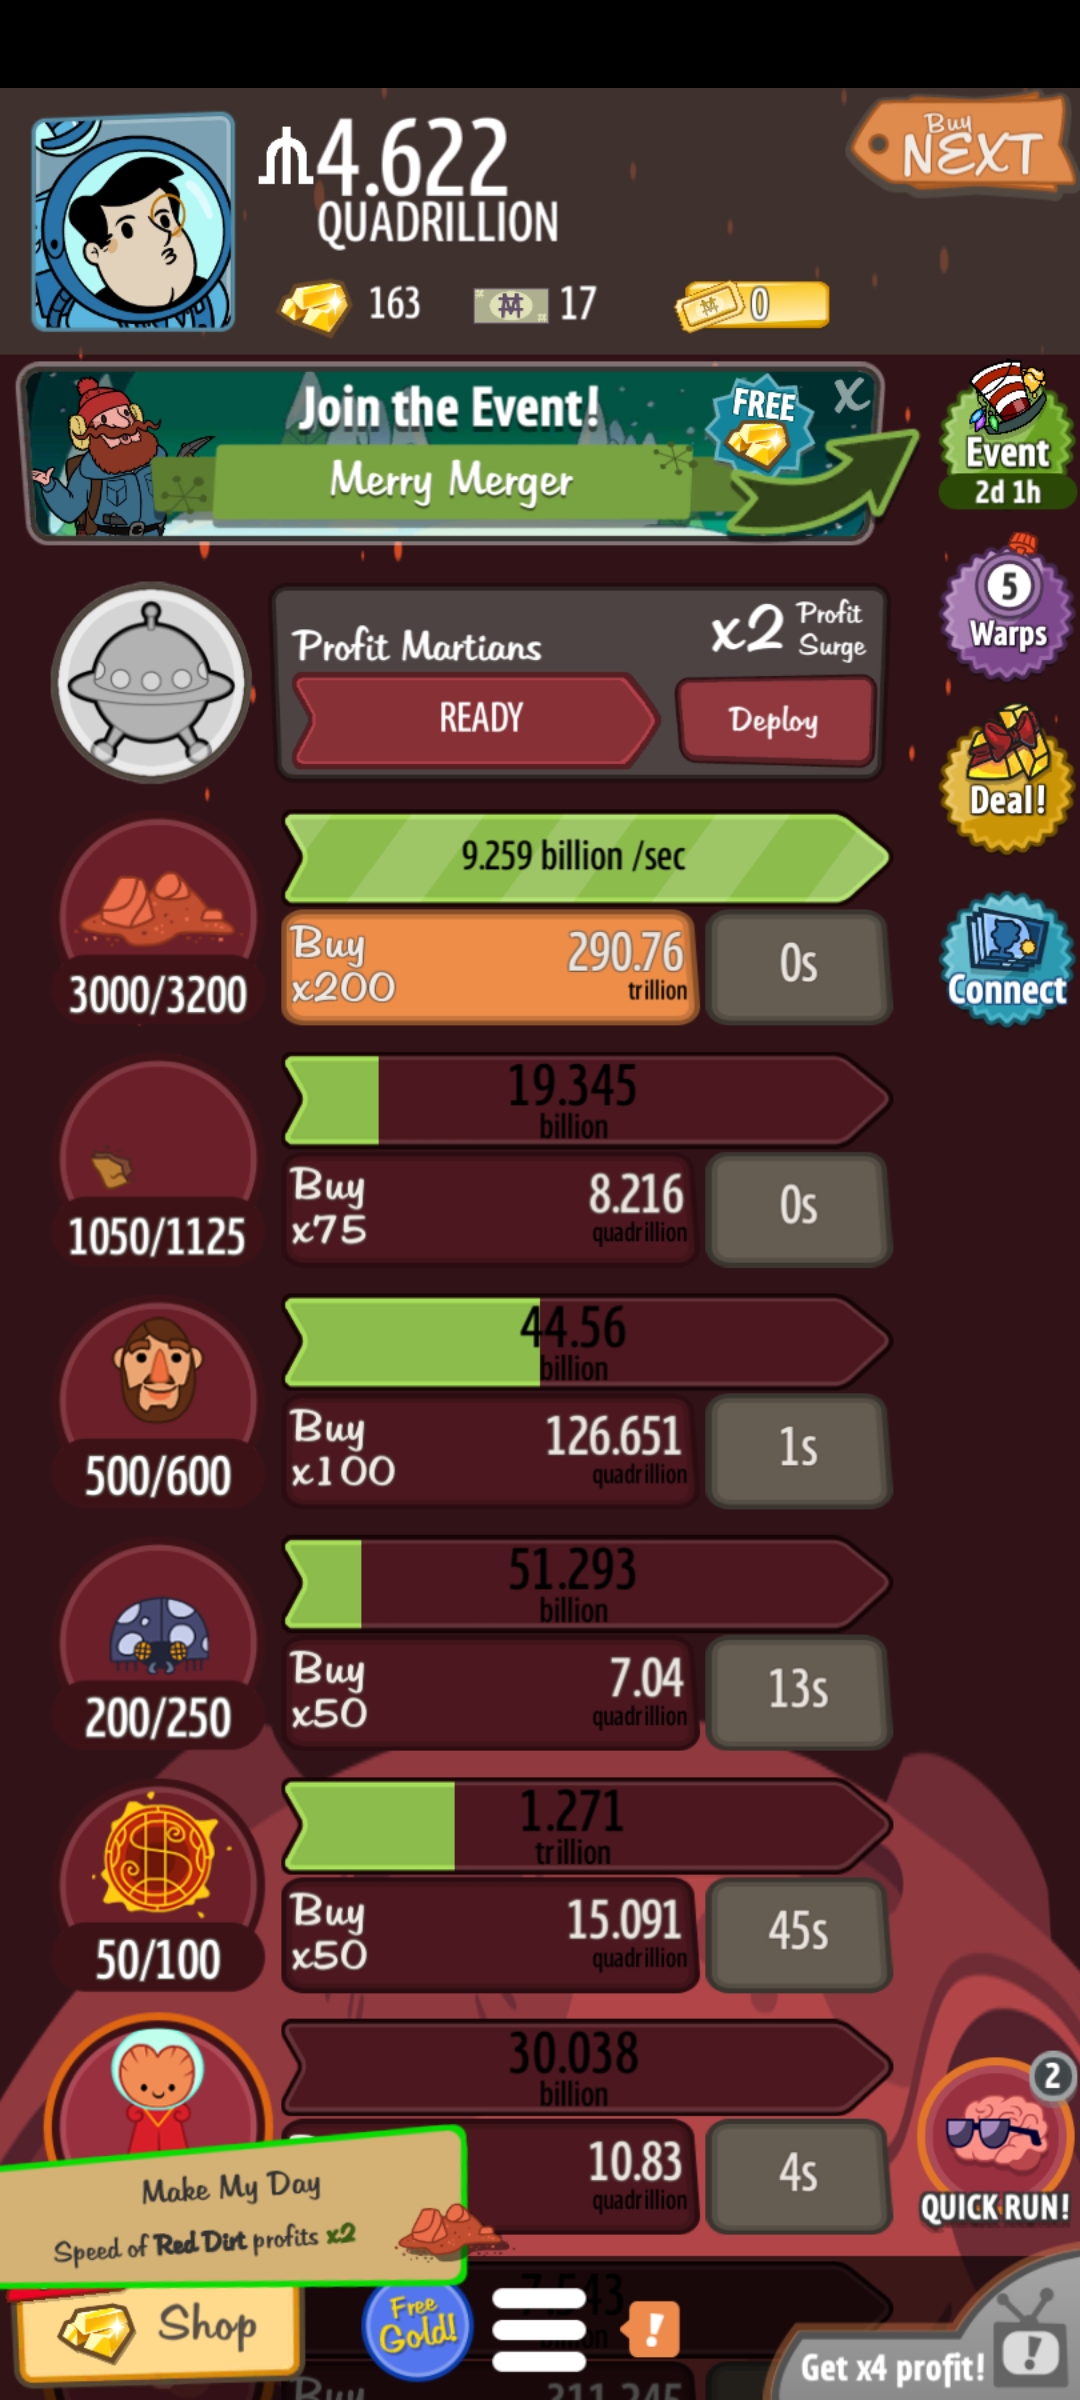 4.622
QUADRILLION
Buy
NEXT
163
17
0
Join the Event!
FREE
X
Merry Merger
Event
2d 1h
5
Warps
Profit Martians
x2 Profit Surge
READY
Deploy
Deal!
9.259 billion /sec
Buy
x200
290.76
trillion
0s
3000/3200
Connect
19.345
billion
Buy
x75
8.216
quadrillion
0s
1050/1125
44.56
billion
Buy
x100
126.651
quadrillion
1s
500/600
51.293
billion
Buy
x50
7.04
quadrillion
13s
200/250
1.271
trillion
Buy
x50
15.091
quadrillion
45s
50/100
30.038
billion
10.83
quadrillion
4s
2
QUICK RUN!
Make My Day
Speed of Red Dirt profits x2
Shop
Free
Gold!
!
Get x4 profit!
!
Buy
311.245